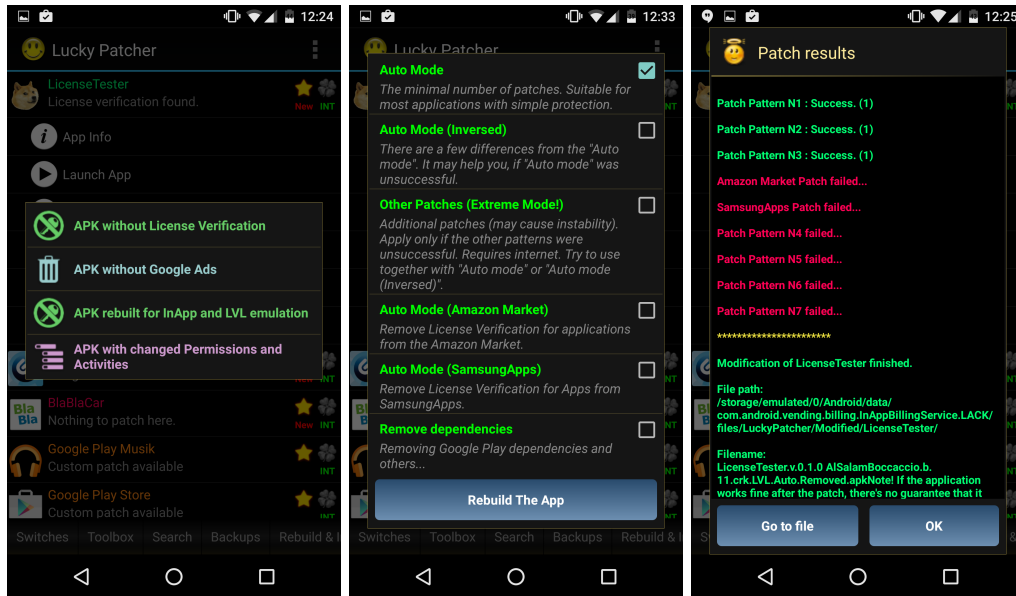 12:24
Lucky Patcher
LicenseTester
License verification found.
New INT
App Info
Launch App
APK without License Verification
APK without Google Ads
APK rebuilt for InApp and LVL emulation
APK with changed Permissions and
Activities
New INT
BlaBlaCar
Bla
Bla
Nothing to patch here.
New INT
Google Play Musik
Custom patch available
INT
Google Play Store
Custom patch available
INT
Switches Toolbox Search Backups Rebuild & I
12:33
Lucky Patcher
Auto Mode
The minimal number of patches. Suitable for
most applications with simple protection.
Auto Mode (Inversed)
There are a few differences from the "Auto
mode". It may help you, if "Auto mode" was
unsuccessful.
Other Patches (Extreme Mode!)
Additional patches (may cause instability).
Apply only if the other patterns were
unsuccessful. Requires internet. Try to use
together with "Auto mode" or "Auto mode
(Inversed)".
Auto Mode (Amazon Market)
Remove License Verification for applications
from the Amazon Market.
Auto Mode (SamsungApps)
Remove License Verification for Apps from
SamsungApps.
Remove dependencies
Removing Google Play dependencies and
others...
Rebuild The App
Switches Toolbox Search Backups Rebuild & I
12:25
Patch results
Patch Pattern N1 : Success. (1)
Patch Pattern N2 : Success. (1)
Patch Pattern N3 : Success. (1)
Amazon Market Patch failed...
SamsungApps Patch failed...
Patch Pattern N4 failed...
Patch Pattern N5 failed...
Patch Pattern N6 failed...
Patch Pattern N7 failed...
***********************
Modification of LicenseTester finished.
File path:
/storage/emulated/0/Android/data/
com.android.vending.billing.InAppBillingService.LACK/
files/LuckyPatcher/Modified/LicenseTester/
Filename:
LicenseTester.v.0.1.0 AlSalamBoccaccio.b.
11.crk.LVL.Auto.Removed.apkNote! If the application
works fine after the patch, there's no guarantee that it
Go to file
OK